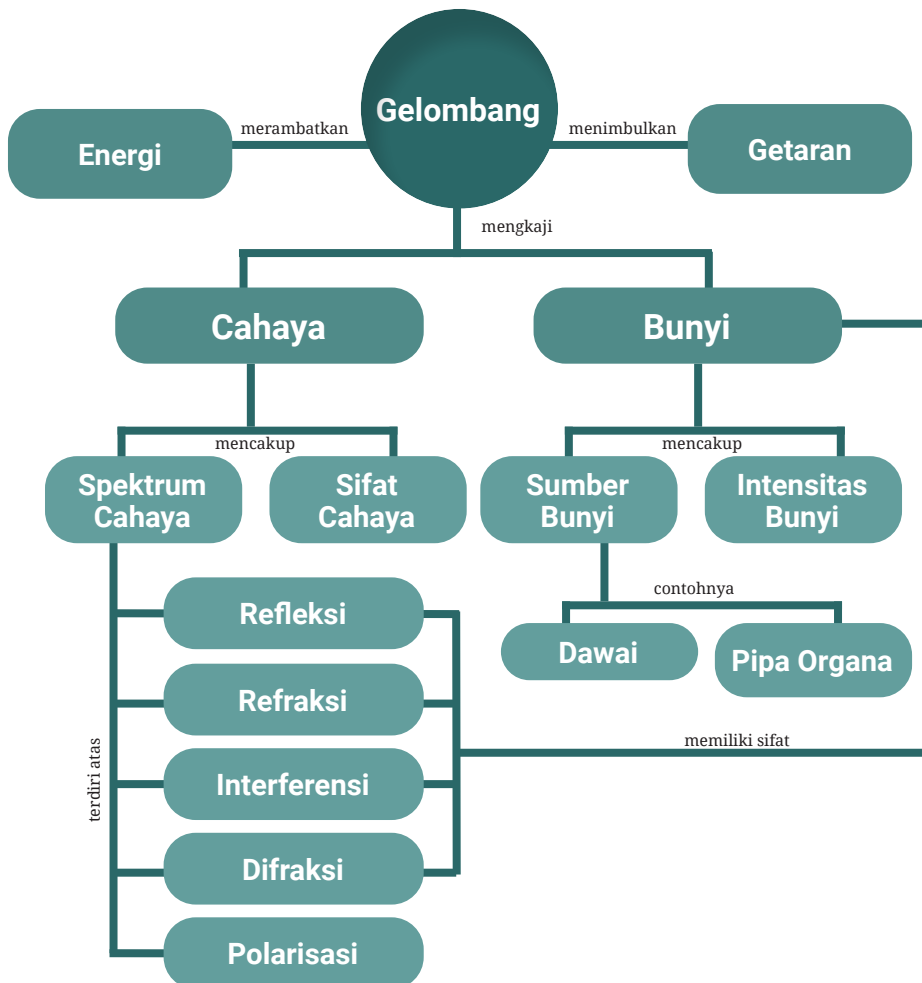 Gelombang
merambatkan
menimbulkan
Energi
Getaran
mengkaji
Cahaya
Bunyi
mencakup
mencakup
Spektrum
Cahaya
Sifat
Cahaya
Sumber
Bunyi
Intensitas
Bunyi
contohnya
Refleksi
Dawai
Pipa Organa
Refraksi
memiliki sifat
terdiri atas
Interferensi
Difraksi
Polarisasi